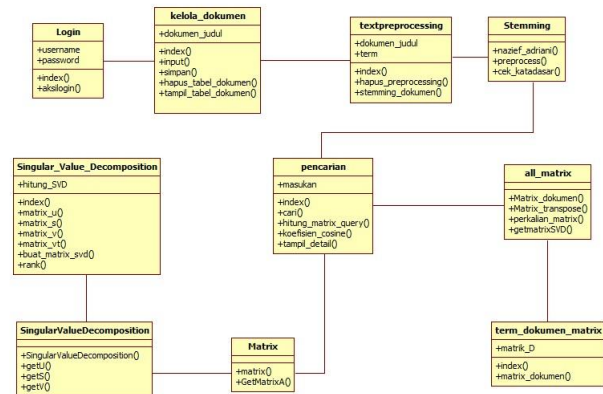 Login
+username
+password
+index()
+aksilogin()
kelola_dokumen
+dokumen_judul
+index()
+input()
+simpan()
+hapus_tabel_dokumen()
+tampil_tabel_dokumen()
textpreprocessing
+dokumen_judul
+term
+index()
+hapus_preprocessing()
+stemming_dokumen()
Stemming
+nazief_adriani()
+preprocess()
+cek_katadasar()
Singular_Value_Decomposition
+hitung_SVD
+index()
+matrix_u()
+matrix_s()
+matrix_v()
+matrix_vt()
+buat_matrix_svd()
+rank()
pencarian
+masukan
+index()
+cari()
+hitung_matrix_query()
+koefisien_cosine()
+tampil_detail()
all_matrix
+Matrix_dokumen()
+Matrix_transpose()
+perkalian_matrix()
+getmatrixSVD()
SingularValueDecomposition
+SingularValueDecomposition()
+getU()
+getS()
+getV()
Matrix
+matrix()
+GetMatrixA()
term_dokumen_matrix
+matrik_D
+index()
+matrix_dokumen()